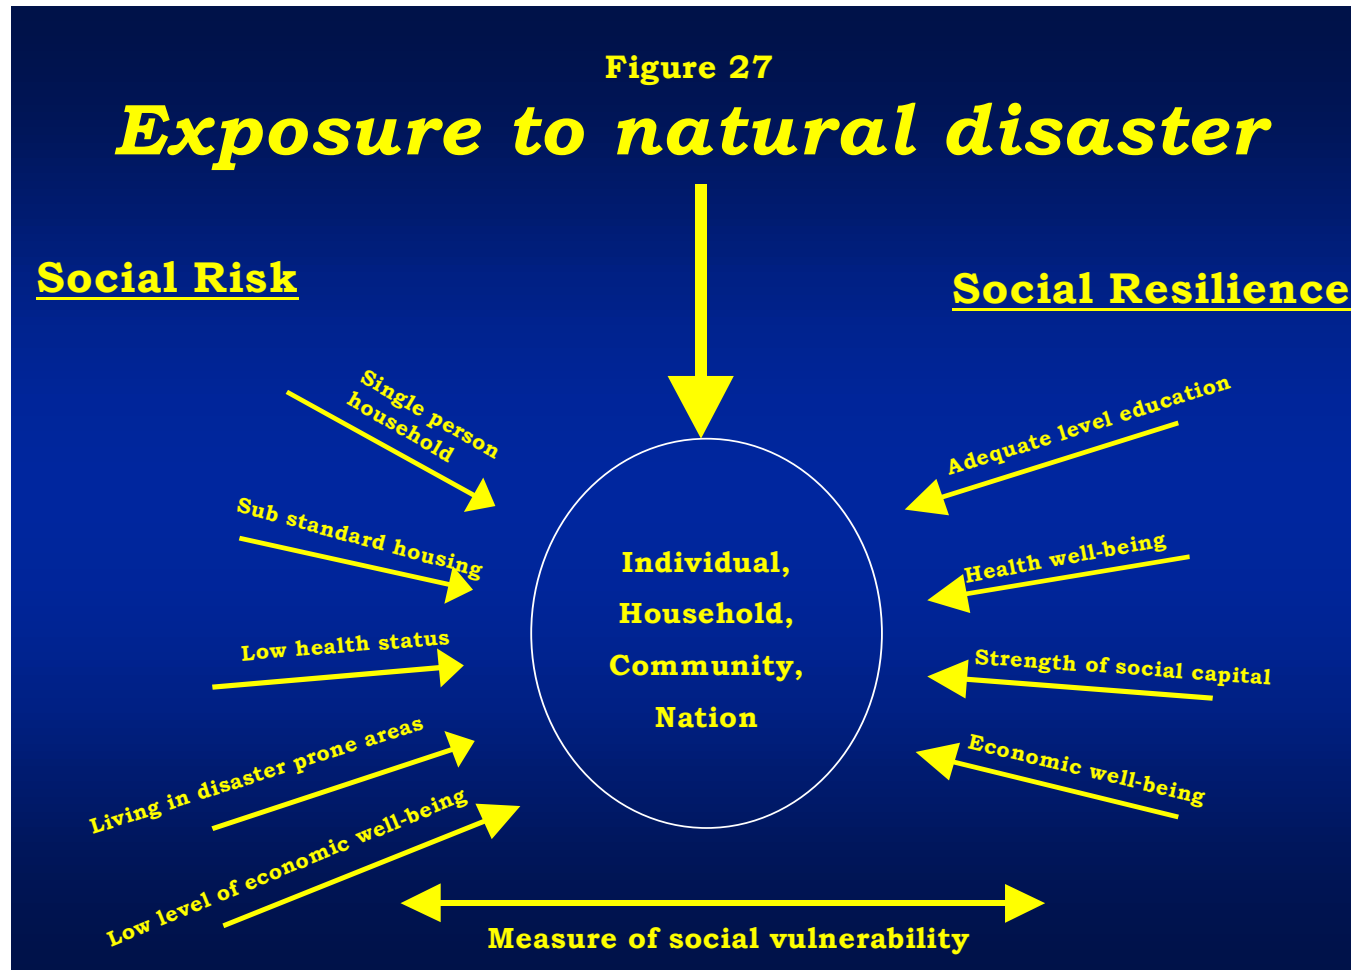 Figure 27
Exposure to natural disaster
Social Risk
Social Resilience
Single person
household
Sub standard housing
Low health status
Living in disaster prone areas
Low level of economic well-being
Individual,
Household,
Community,
Nation
Adequate level education
Health well-being
Strength of social capital
Economic well-being
Measure of social vulnerability